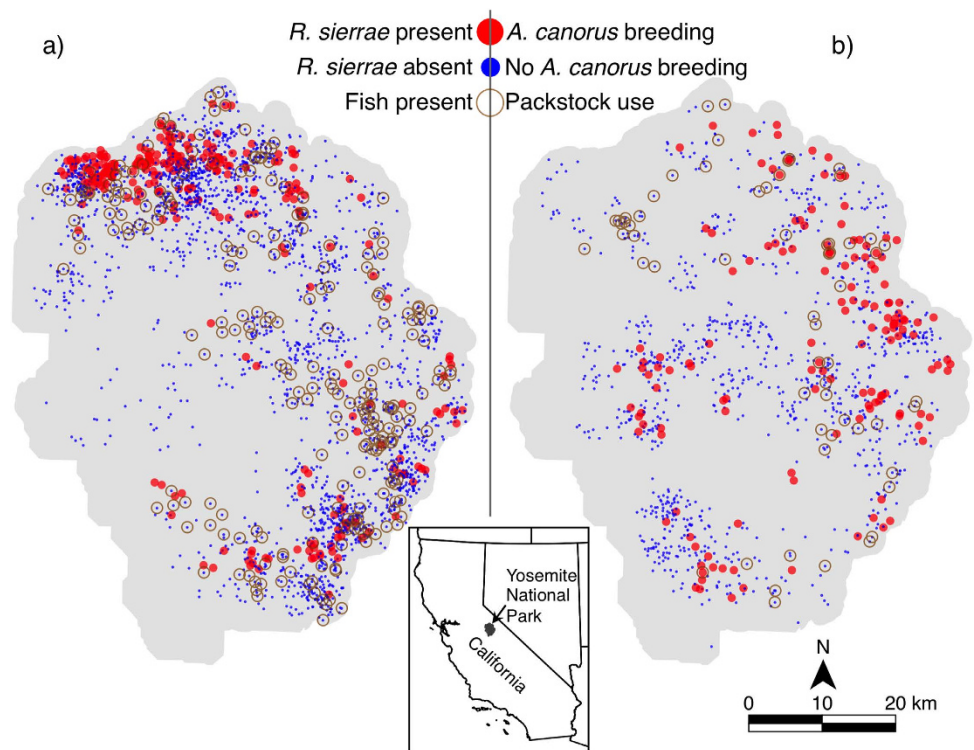 a)
R. sierrae present A. canorus breeding
b)
R. sierrae absent No A. canorus breeding
Fish present Packstock use
Yosemite
National
Park
California
N
0 10 20 km